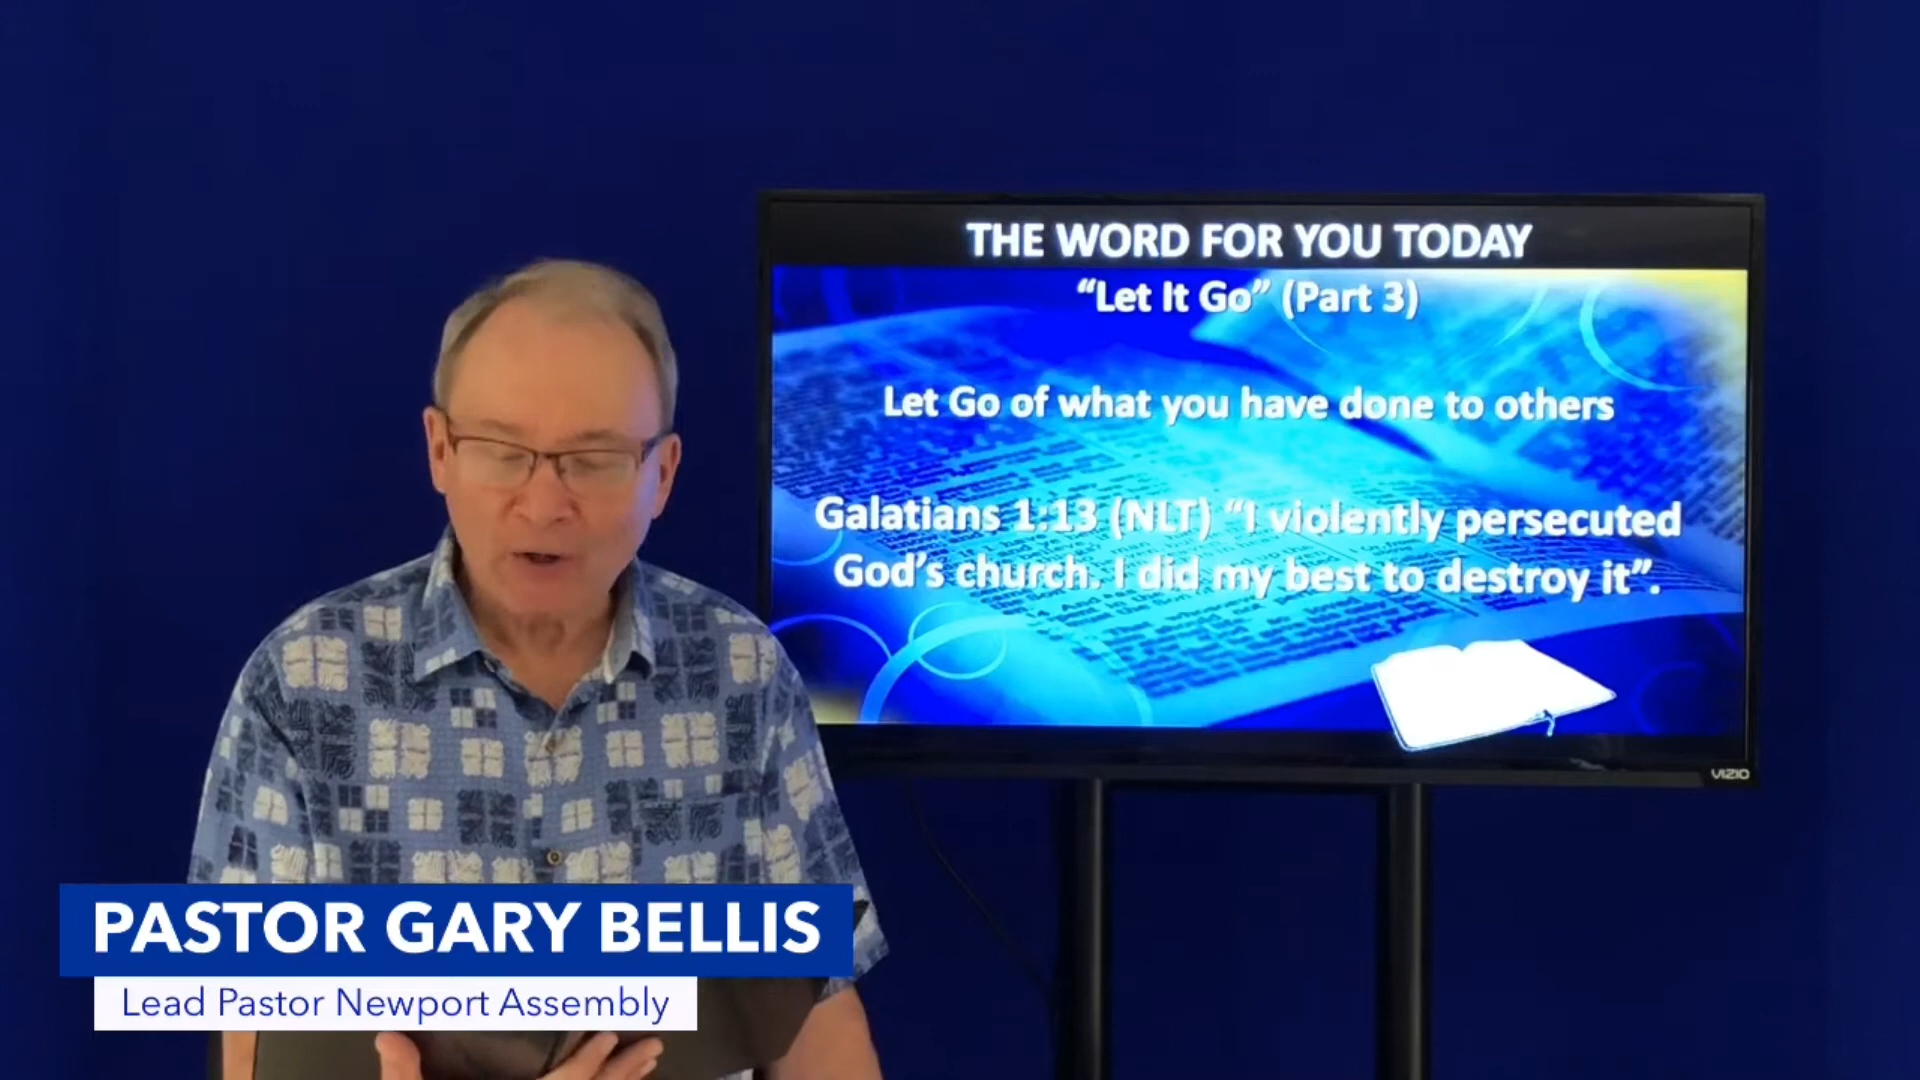 THE WORD FOR YOU TODAY
“Let It Go” (Part 3)
Let Go of what you have done to others
Galatians 1:13 (NLT) “I violently persecuted
God’s church. I did my best to destroy it”.
VIZIO
PASTOR GARY BELLIS
Lead Pastor Newport Assembly